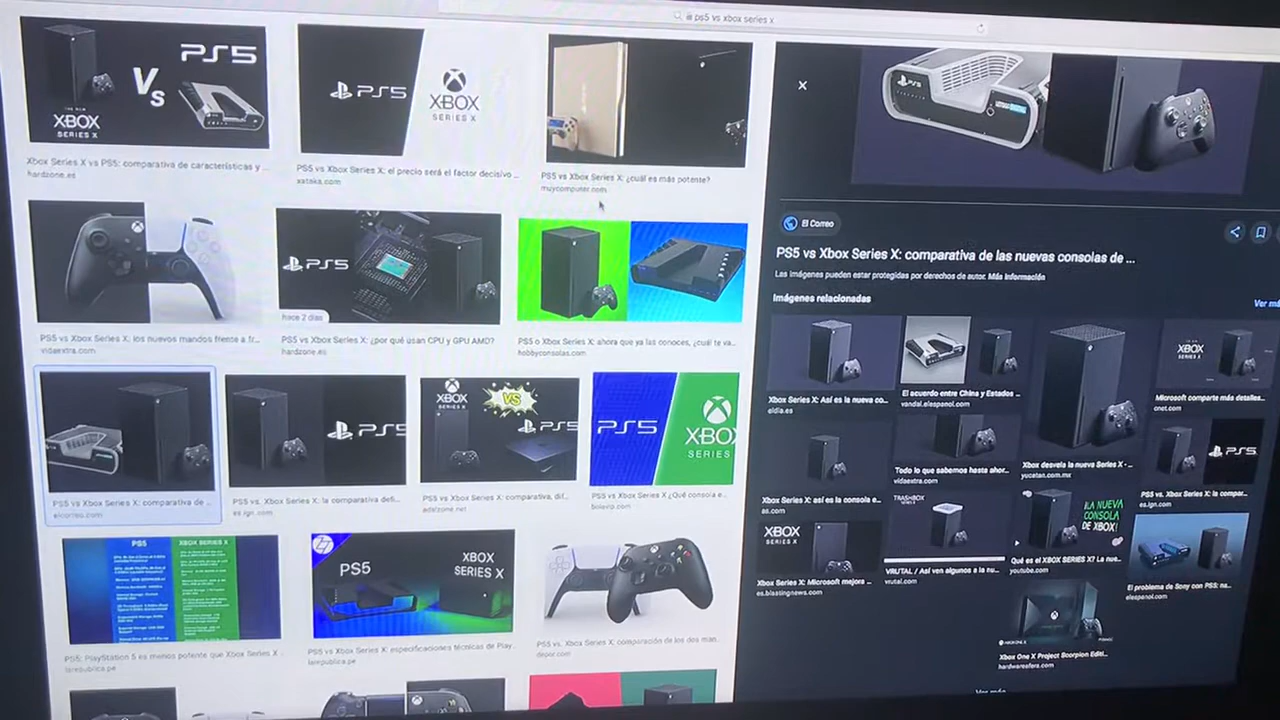 ps5 vs xbox series x
PS5
Vs
THE NEW
XBOX
SERIES X
Xbox Series X vs PS5: comparativa de características y ...
hardzone.es
PS5
XBOX
SERIES X
PS5 vs Xbox Series X: el precio será el factor decisivo ...
xataka.com
PS5 vs Xbox Series X: ¿cuál es más potente?
muycomputer.com
PS5 vs Xbox Series X: los nuevos mandos frente a fr...
vidaextra.com
PS5
hace 2 días
PS5 vs Xbox Series X: ¿por qué usan CPU y GPU AMD?
hardzone.es
PS5 o Xbox Series X: ahora que ya las conoces, ¿cuál te va...
hobbyconsolas.com
PS5 vs Xbox Series X: comparativa de ...
elcorreo.com
PS5
PS5 vs. Xbox Series X: la comparativa defi...
es.ign.com
XBOX
SERIES X
VS
PS5
PS5 vs Xbox Series X: comparativa, dif...
adslzone.net
PS5
XBOX
SERIES
PS5 vs Xbox Series X ¿Qué consola e...
PS5
XBOX SERIES X
PS5: PlayStation 5 es menos potente que Xbox Series X ...
larepublica.pe
PS5
XBOX
SERIES X
PS5 vs Xbox Series X: especificaciones técnicas de Play...
larepublica.pe
PS5 vs. Xbox Series X: comparación de los dos man...
depor.com
PS5
El Correo
PS5 vs Xbox Series X: comparativa de las nuevas consolas de ...
Las imágenes pueden estar protegidas por derechos de autor. Más información
Imágenes relacionadas
Ver má
Xbox Series X: Así es la nueva co...
eldia.es
El acuerdo entre China y Estados ...
vandal.elespanol.com
Xbox desvela la nueva Series X - ...
yucatan.com.mx
XBOX
Microsoft comparte más detalles...
cnet.com
Xbox Series X: así es la consola e...
as.com
Todo lo que sabemos hasta ahor...
vidaextra.com
PS5
PS5 vs. Xbox Series X: la compar...
es.ign.com
XBOX
SERIES X
Xbox Series X: Microsoft mejora ...
es.blastingnews.com
TRASHBOX
SERIES X
VRUTAL / Así ven algunos a la nu...
vrutal.com
¡LA NUEVA
CONSOLA
DE XBOX!
Qué es el XBOX SERIES X? La nue...
youtube.com
El problema de Sony con PS5: ne...
elespanol.com
Xbox One X Project Scorpion Editi...
hardwaresfera.com
Ver más